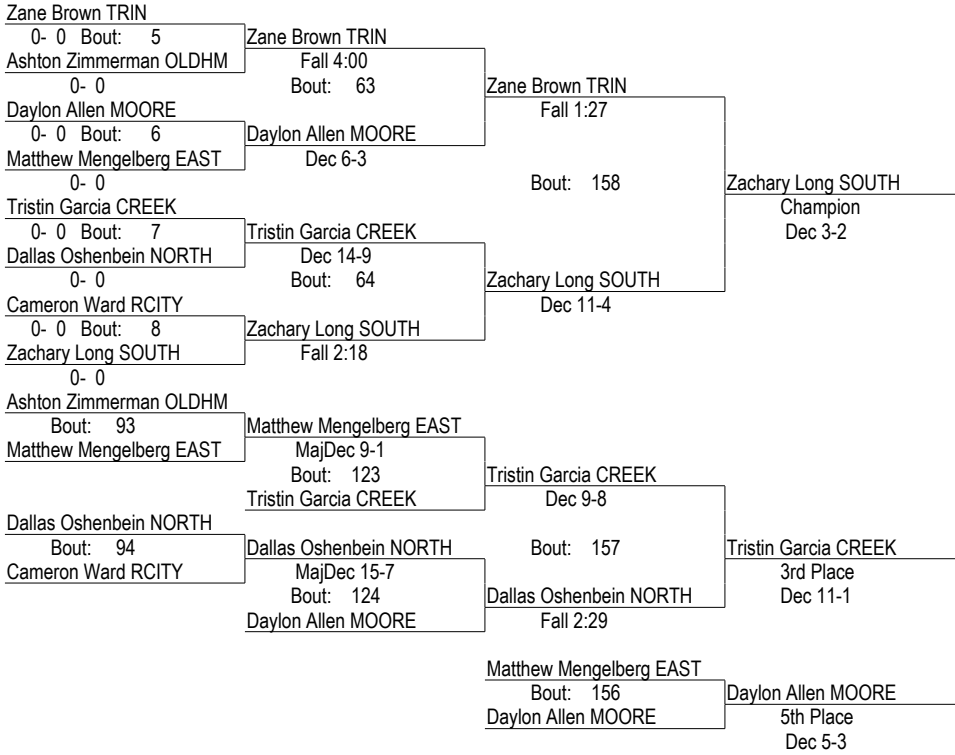 Zane Brown TRIN
0- 0 Bout: 5 Zane Brown TRIN
Ashton Zimmerman OLDHM Fall 4:00
0- 0 Bout: 63 Zane Brown TRIN
Daylon Allen MOORE Fall 1:27
0- 0 Bout: 6 Daylon Allen MOORE
Matthew Mengelberg EAST Dec 6-3
0- 0 Bout: 158 Zachary Long SOUTH
Tristin Garcia CREEK Champion
0- 0 Bout: 7 Tristin Garcia CREEK Dec 3-2
Dallas Oshenbein NORTH Dec 14-9
0- 0 Bout: 64 Zachary Long SOUTH
Cameron Ward RCITY Dec 11-4
0- 0 Bout: 8 Zachary Long SOUTH
Zachary Long SOUTH Fall 2:18
0- 0
Ashton Zimmerman OLDHM
Bout: 93 Matthew Mengelberg EAST
Matthew Mengelberg EAST MajDec 9-1
Bout: 123 Tristin Garcia CREEK
Tristin Garcia CREEK Dec 9-8
Dallas Oshenbein NORTH
Bout: 94 Dallas Oshenbein NORTH Bout: 157 Tristin Garcia CREEK
Cameron Ward RCITY MajDec 15-7 3rd Place
Bout: 124 Dallas Oshenbein NORTH Dec 11-1
Daylon Allen MOORE Fall 2:29
Matthew Mengelberg EAST
Bout: 156 Daylon Allen MOORE
Daylon Allen MOORE 5th Place
Dec 5-3